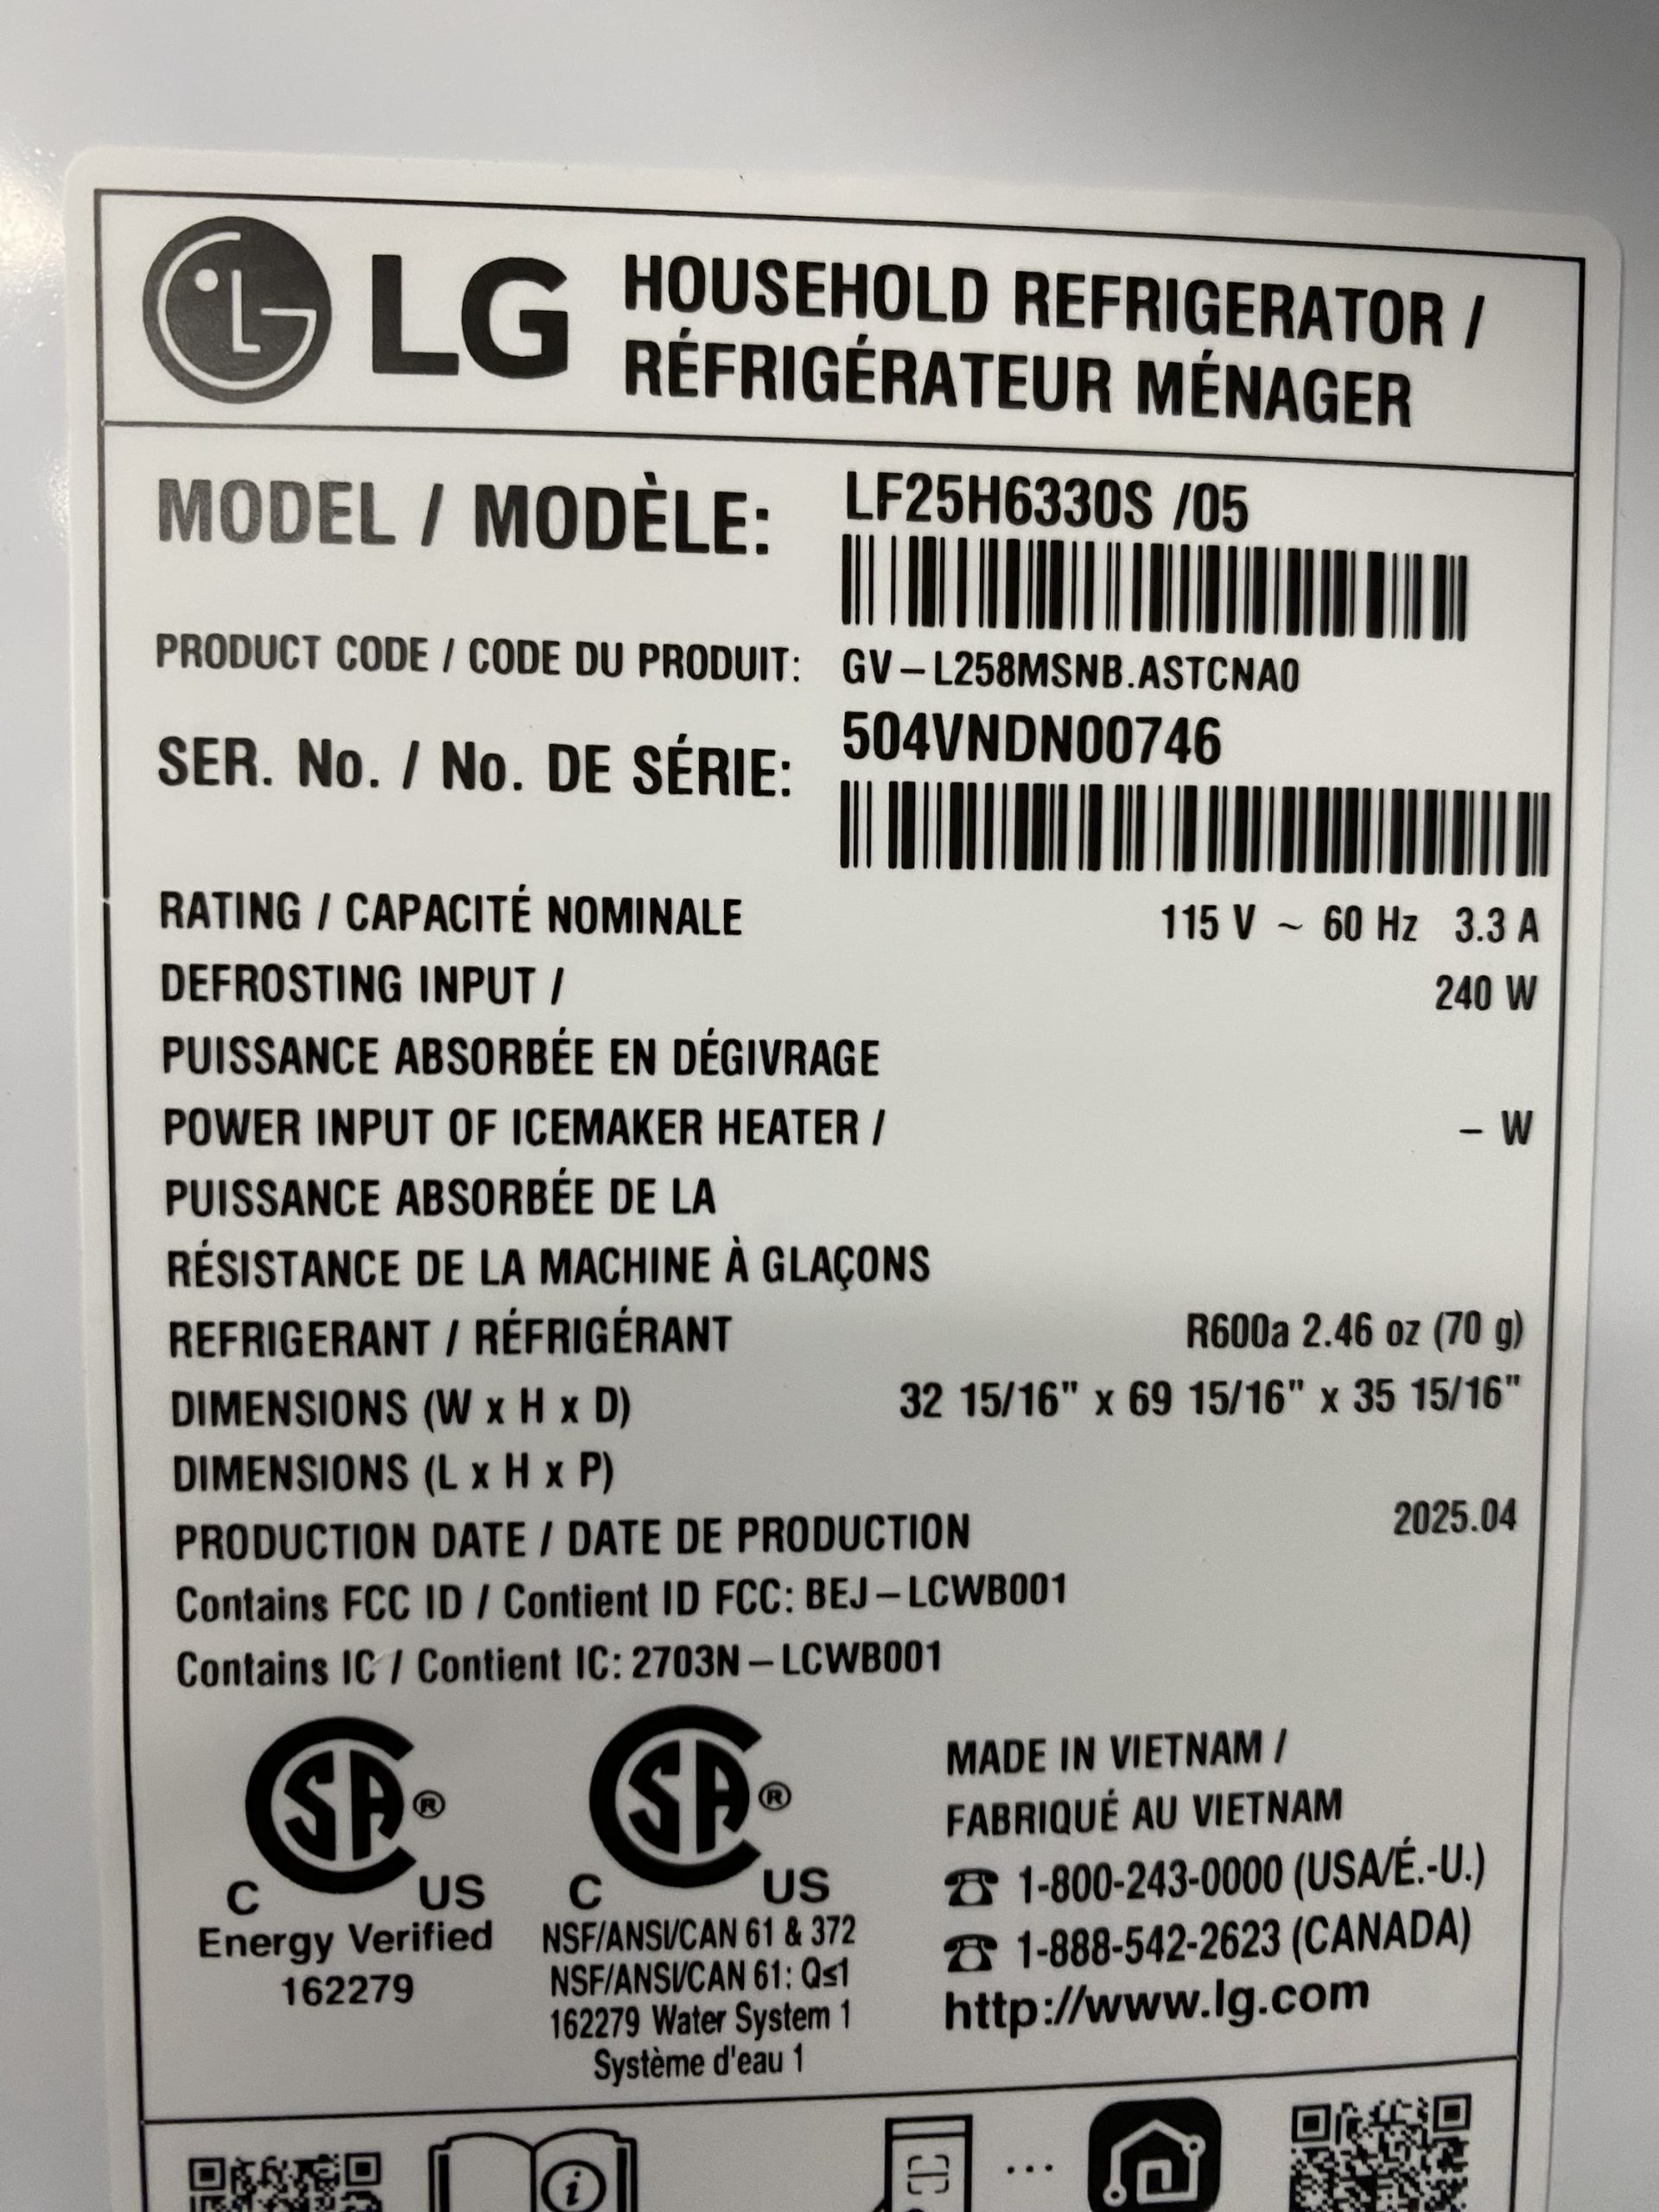 LG HOUSEHOLD REFRIGERATOR /
RÉFRIGÉRATEUR MÉNAGER
MODEL / MODÈLE: LF25H6330S /05
PRODUCT CODE / CODE DU PRODUIT: GV–L258MSNB.ASTCNA0
SER. No. / No. DE SÉRIE: 504VNDN00746
RATING / CAPACITÉ NOMINALE 115 V ~ 60 Hz 3.3 A
DEFROSTING INPUT / 240 W
PUISSANCE ABSORBÉE EN DÉGIVRAGE
POWER INPUT OF ICEMAKER HEATER / – W
PUISSANCE ABSORBÉE DE LA
RÉSISTANCE DE LA MACHINE À GLAÇONS
REFRIGERANT / RÉFRIGÉRANT R600a 2.46 oz (70 g)
DIMENSIONS (W x H x D) 32 15/16" x 69 15/16" x 35 15/16"
DIMENSIONS (L x H x P)
PRODUCTION DATE / DATE DE PRODUCTION 2025.04
Contains FCC ID / Contient ID FCC: BEJ–LCWB001
Contains IC / Contient IC: 2703N–LCWB001
CSA® C US
Energy Verified
162279
CSA® C US
NSF/ANSI/CAN 61 & 372
NSF/ANSI/CAN 61: Q≤1
162279 Water System 1
Système d'eau 1
MADE IN VIETNAM /
FABRIQUÉ AU VIETNAM
☎ 1-800-243-0000 (USA/É.-U.)
☎ 1-888-542-2623 (CANADA)
http://www.lg.com